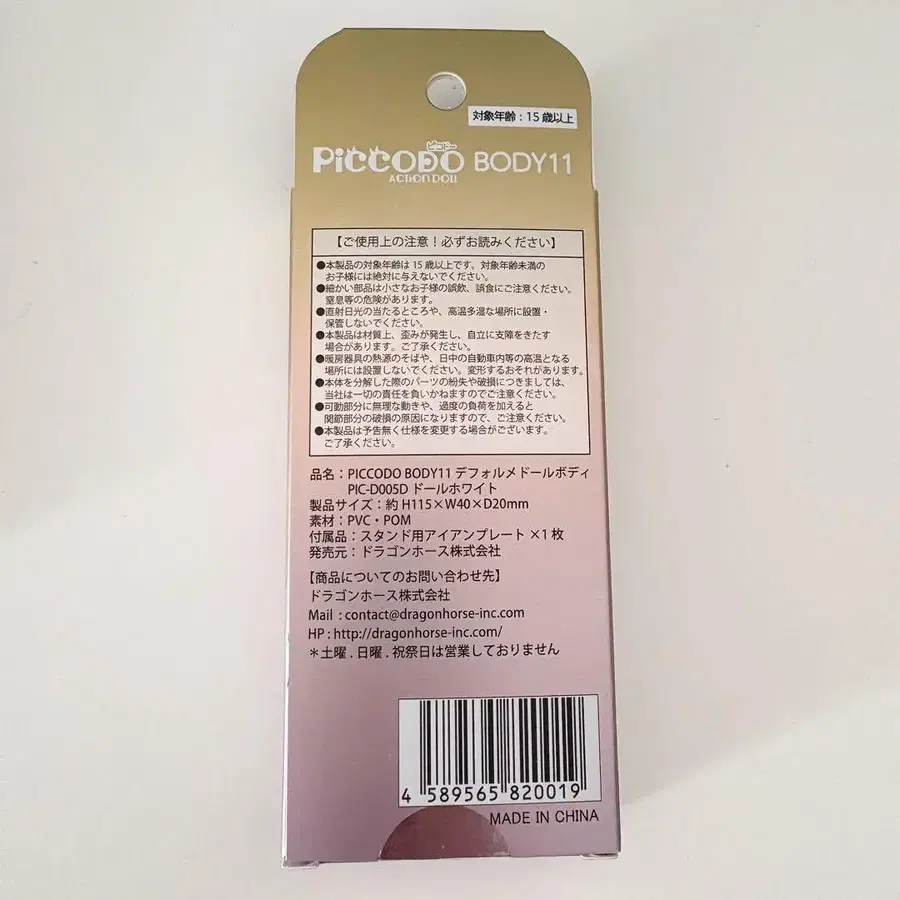 対象年齢：15歳以上
ピコドー
PiCCODO BODY11
ACTION DOLL
【ご使用上の注意！必ずお読みください】
●本製品の対象年齢は15歳以上です。対象年齢未満の
お子様には絶対に与えないでください。
●細かい部品は小さなお子様の誤飲、誤食にご注意ください。
窒息等の危険があります。
●直射日光の当たるところや、高温多湿な場所に設置・
保管しないでください。
●本製品は材質上、歪みが発生し、自立に支障をきたす
場合があります。ご了承ください。
●暖房器具の熱源のそばや、日中の自動車内等の高温となる
場所には設置しないでください。変形するおそれがあります。
●本体を分解した際のパーツの紛失や破損につきましては、
当社は一切の責任を負いかねますのでご注意ください。
●可動部分に無理な動きや、過度の負荷を加えると
関節部分の破損の原因になりますので、ご注意ください。
●本製品は予告無く仕様を変更する場合がございます。
ご了承ください。
品名：PICCODO BODY11 デフォルメドールボディ
PIC-D005D ドールホワイト
製品サイズ：約 H115×W40×D20mm
素材：PVC・POM
付属品：スタンド用アイアンプレート ×1枚
発売元：ドラゴンホース株式会社
【商品についてのお問い合わせ先】
ドラゴンホース株式会社
Mail : contact@dragonhorse-inc.com
HP : http://dragonhorse-inc.com/
＊土曜．日曜．祝祭日は営業しておりません
4 589565 820019
MADE IN CHINA